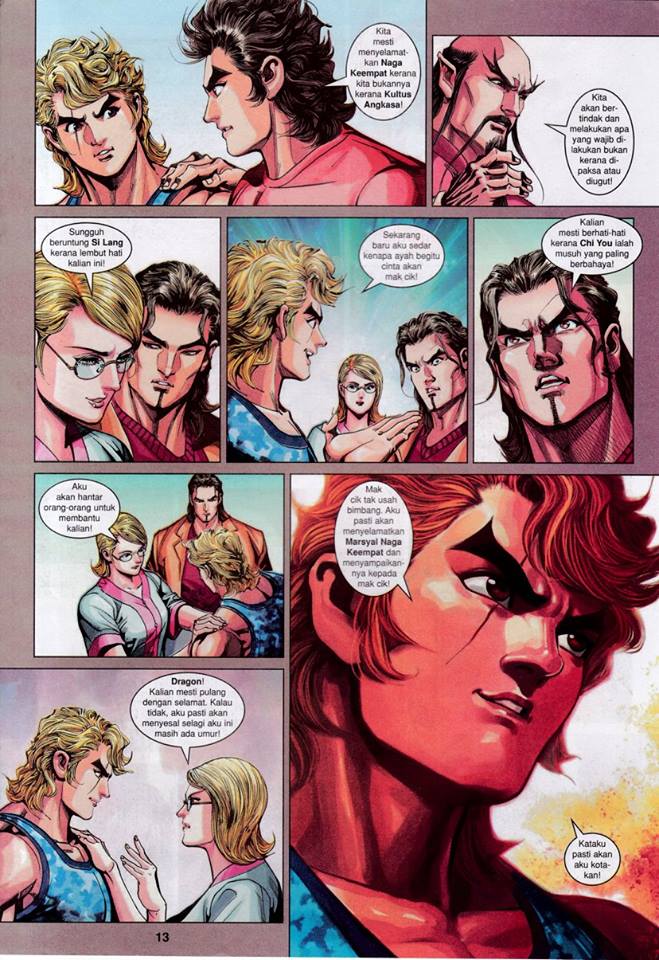 Kita
mesti
menyelamat-
kan Naga
Keempat kerana
kita bukannya
kerana Kultus
Angkasa!
Kita
akan ber-
tindak dan
melakukan apa
yang wajib di-
lakukan bukan
kerana di-
paksa atau
diugut!
Sungguh
beruntung Si Lang
kerana lembut hati
kalian ini!
Sekarang
baru aku sedar
kenapa ayah begitu
cinta akan
mak cik!
Kalian
mesti berhati-hati
kerana Chi You ialah
musuh yang paling
berbahaya!
Aku
akan hantar
orang-orang untuk
membantu
kalian!
Mak
cik tak usah
bimbang. Aku
pasti akan
menyelamatkan
Marsyal Naga
Keempat dan
menyampaikan-
nya kepada
mak cik!
Dragon!
Kalian mesti pulang
dengan selamat. Kalau
tidak, aku pasti akan
menyesal selagi aku ini
masih ada umur!
Kataku
pasti akan
aku kota-
kan!
13